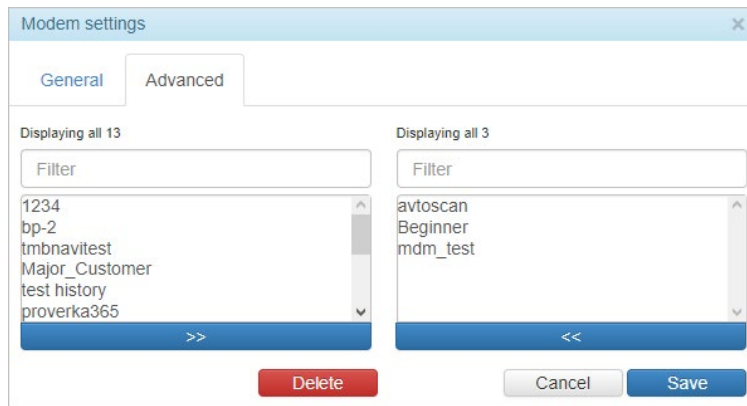 Modem settings ×
General Advanced
Displaying all 13
Filter
1234
bp-2
tmbnavitest
Major_Customer
test history
proverka365
>>
Displaying all 3
Filter
avtoscan
Beginner
mdm_test
<<
Delete Cancel Save